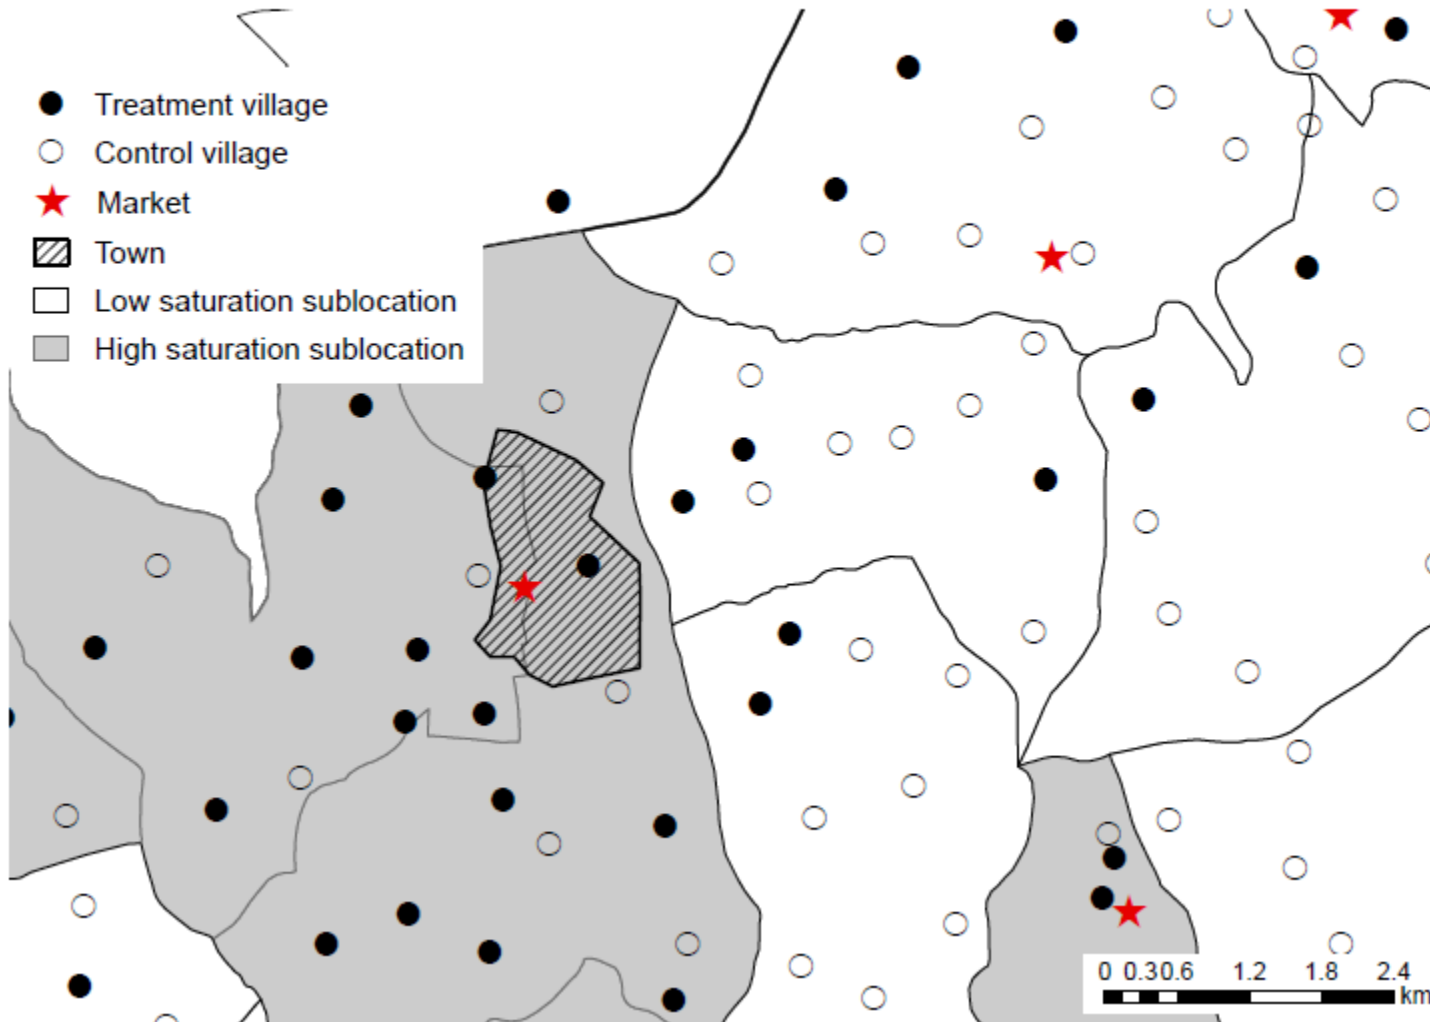 Treatment village
Control village
Market
Town
Low saturation sublocation
High saturation sublocation
0 0.30.6 1.2 1.8 2.4
km